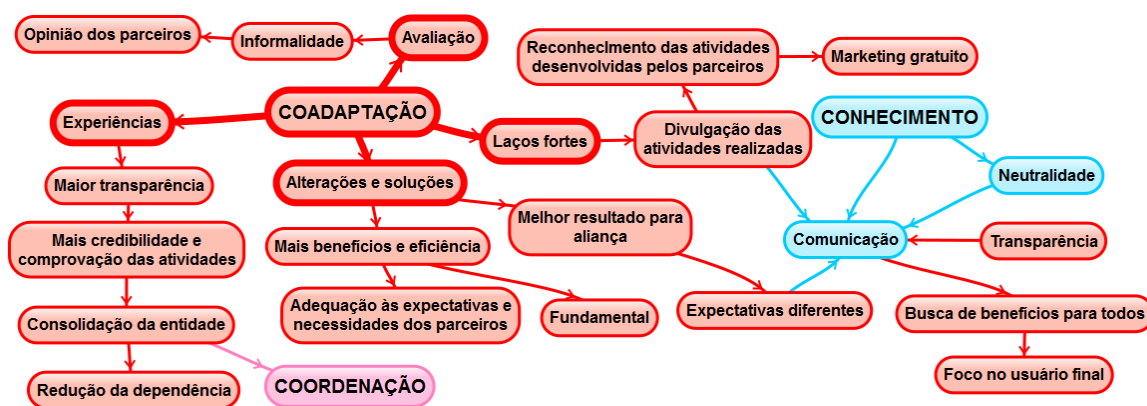 Opinião dos parceiros
Informalidade
Avaliação
Reconhecimento das atividades
desenvolvidas pelos parceiros
Marketing gratuito
Experiências
COADAPTAÇÃO
Laços fortes
Divulgação das
atividades realizadas
CONHECIMENTO
Maior transparência
Alterações e soluções
Neutralidade
Mais credibilidade e
comprovação das atividades
Mais benefícios e eficiência
Melhor resultado para
aliança
Comunicação
Transparência
Consolidação da entidade
Adequação às expectativas e
necessidades dos parceiros
Fundamental
Expectativas diferentes
Busca de benefícios para todos
Redução da dependência
COORDENAÇÃO
Foco no usuário final